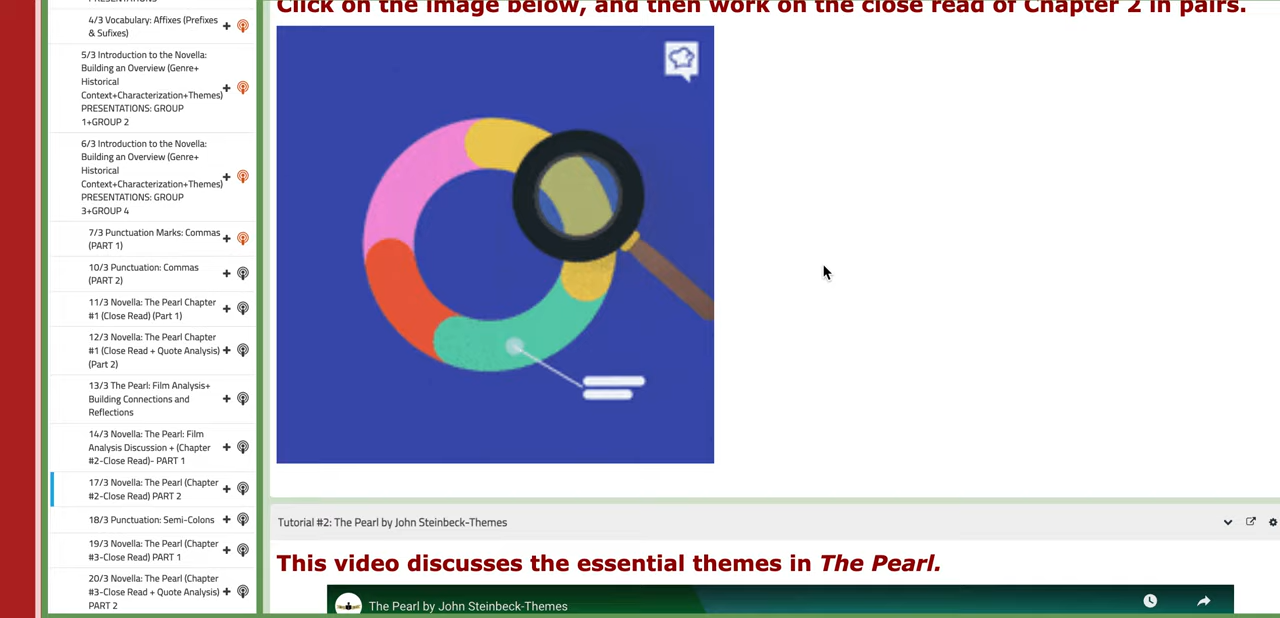 PRESENTATIONS
4/3 Vocabulary: Affixes (Prefixes
& Sufixes)
5/3 Introduction to the Novella:
Building an Overview (Genre+
Historical
Context+Characterization+Themes)
PRESENTATIONS: GROUP
1+GROUP 2
6/3 Introduction to the Novella:
Building an Overview (Genre+
Historical
Context+Characterization+Themes)
PRESENTATIONS: GROUP
3+GROUP 4
7/3 Punctuation Marks: Commas
(PART 1)
10/3 Punctuation: Commas
(PART 2)
11/3 Novella: The Pearl Chapter
#1 (Close Read) (Part 1)
12/3 Novella: The Pearl Chapter
#1 (Close Read + Quote Analysis)
(Part 2)
13/3 The Pearl: Film Analysis+
Building Connections and
Reflections
14/3 Novella: The Pearl: Film
Analysis Discussion + (Chapter
#2-Close Read)- PART 1
17/3 Novella: The Pearl (Chapter
#2-Close Read) PART 2
18/3 Punctuation: Semi-Colons
19/3 Novella: The Pearl (Chapter
#3-Close Read) PART 1
20/3 Novella: The Pearl (Chapter
#3-Close Read + Quote Analysis)
PART 2
Click on the image below, and then work on the close read of Chapter 2 in pairs.
Tutorial #2: The Pearl by John Steinbeck-Themes
This video discusses the essential themes in The Pearl.
The Pearl by John Steinbeck-Themes